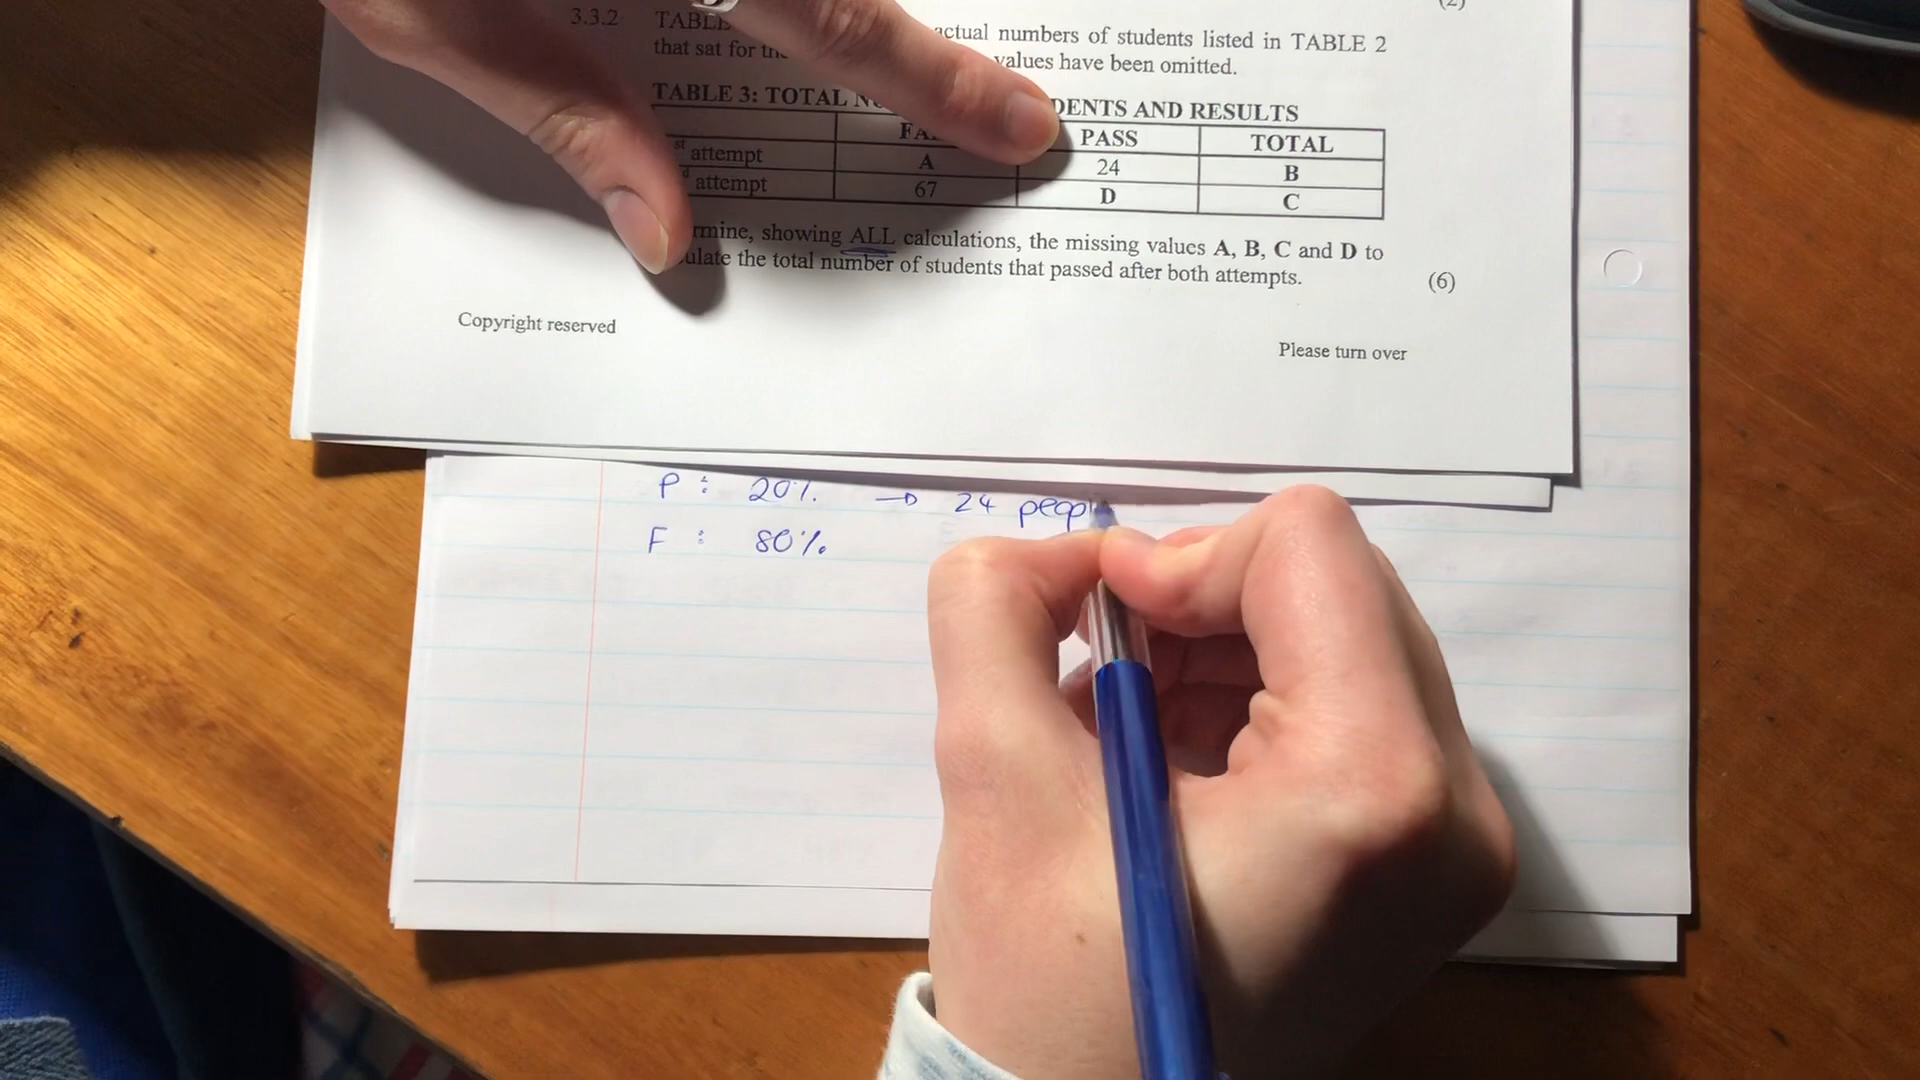 (2)
3.3.2 actual numbers of students listed in TABLE 2
that sat for values have been omitted.
TABLE 3: TOTAL DENTS AND RESULTS
PASS TOTAL
st attempt A 24 B
attempt 67 D C
rmine, showing ALL calculations, the missing values A, B, C and D to
ulate the total number of students that passed after both attempts.
(6)
Copyright reserved
Please turn over
P : 20% → 24 peopl
F : 80%